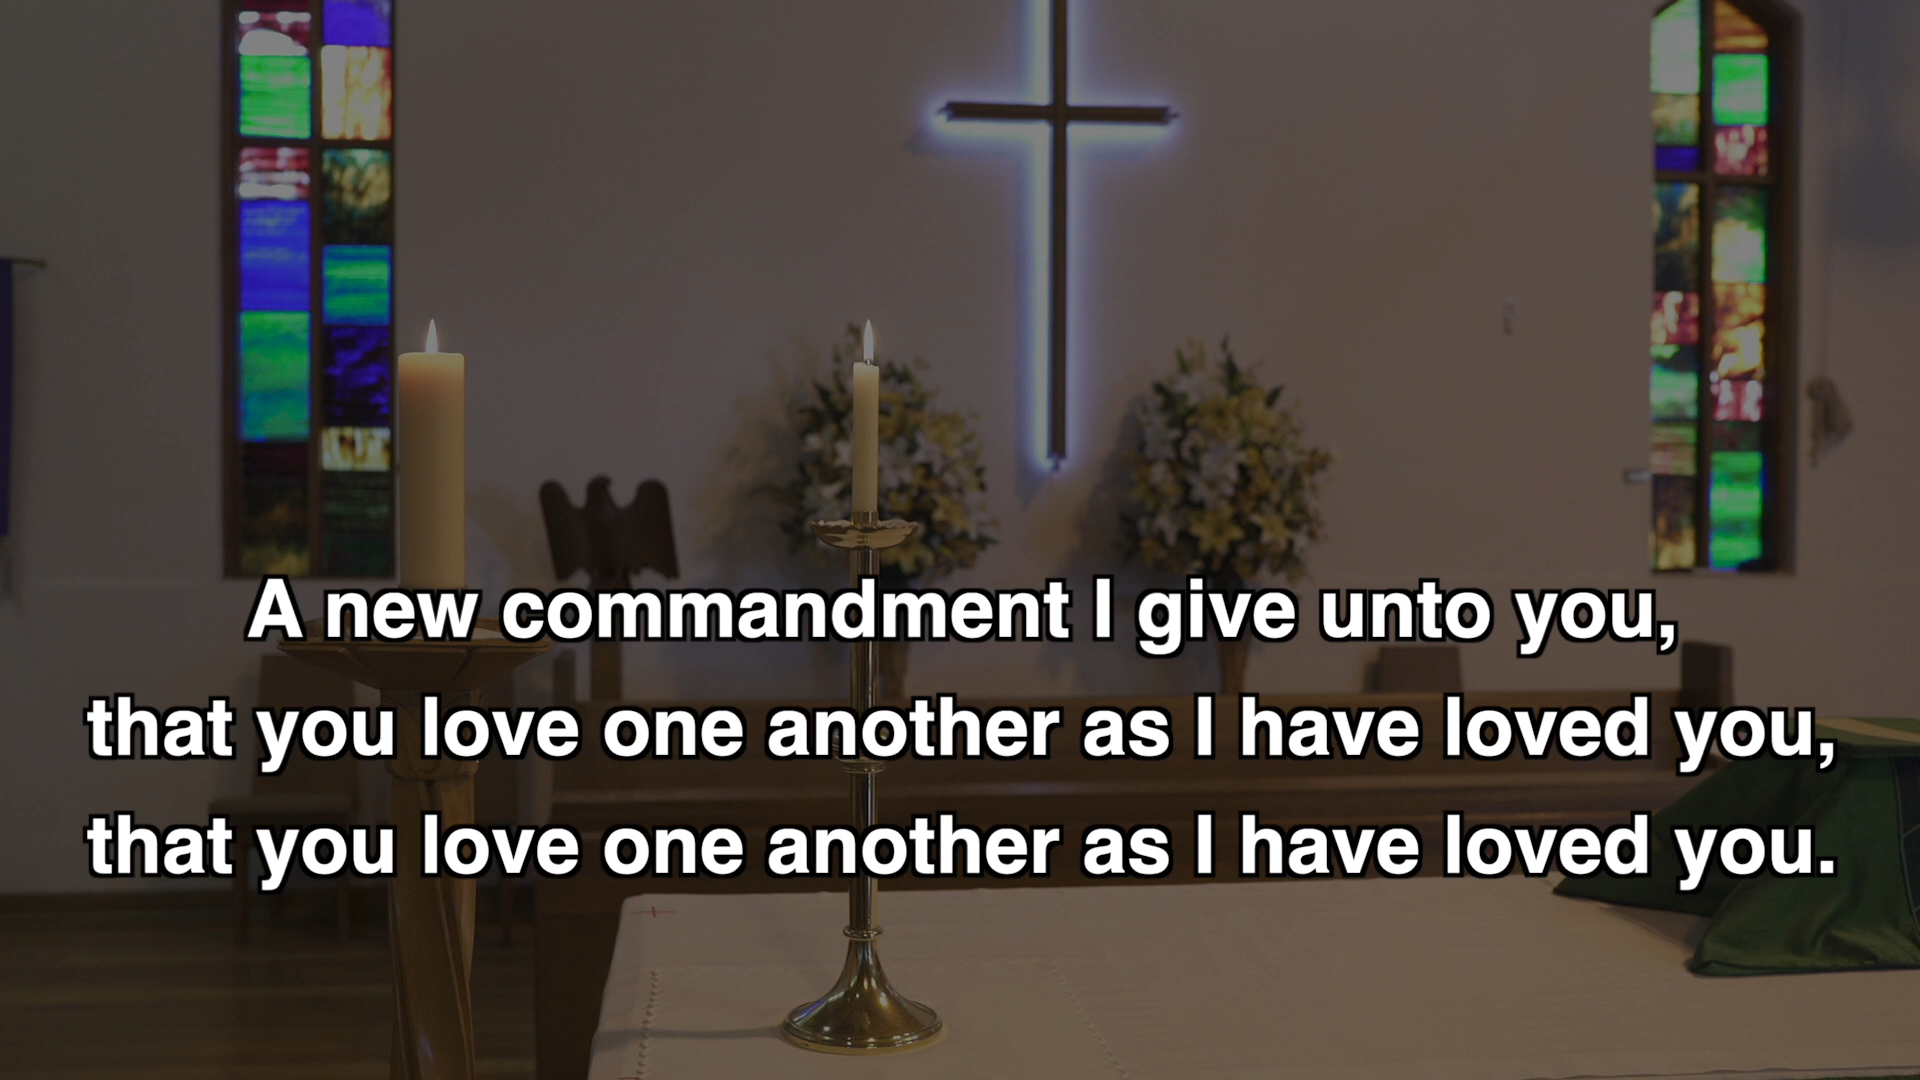 A new commandment I give unto you,
that you love one another as I have loved you,
that you love one another as I have loved you.